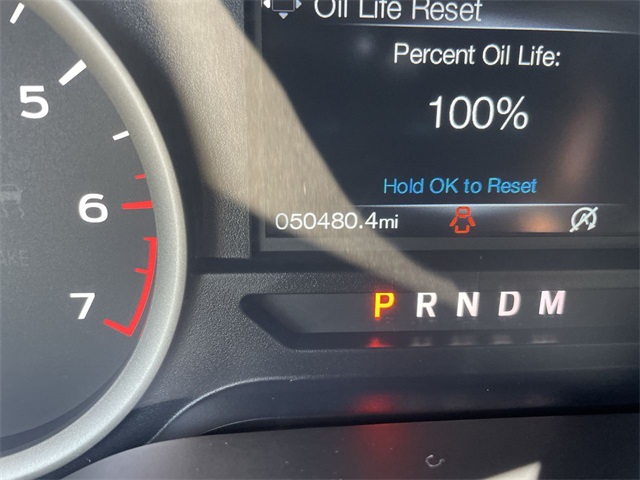 Oil Life Reset
Percent Oil Life:
100%
Hold OK to Reset
050480.4mi
P R N D M
5
6
7